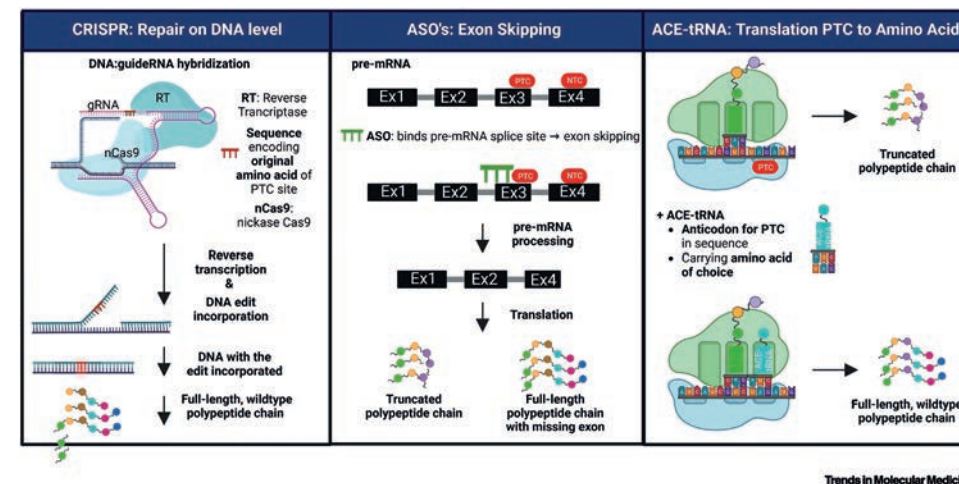 CRISPR: Repair on DNA level
DNA:guideRNA hybridization
gRNA
RT
nCas9
RT: Reverse
Trancriptase
Sequence
encoding
original
amino acid of
PTC site
nCas9:
nickase Cas9
Reverse
transcription
&
DNA edit
incorporation
DNA with the
edit incorporated
Full-length, wildtype
polypeptide chain
ASO's: Exon Skipping
pre-mRNA
PTC
NTC
Ex1
Ex2
Ex3
Ex4
ASO: binds pre-mRNA splice site → exon skipping
PTC
NTC
Ex1
Ex2
Ex3
Ex4
pre-mRNA
processing
Ex1
Ex2
Ex4
Translation
Truncated
polypeptide chain
Full-length
polypeptide chain
with missing exon
ACE-tRNA: Translation PTC to Amino Acid
PTC
Truncated
polypeptide chain
+ ACE-tRNA
• Anticodon for PTC
in sequence
• Carrying amino acid
of choice
Full-length, wildtype
polypeptide chain
Trends in Molecular Medici